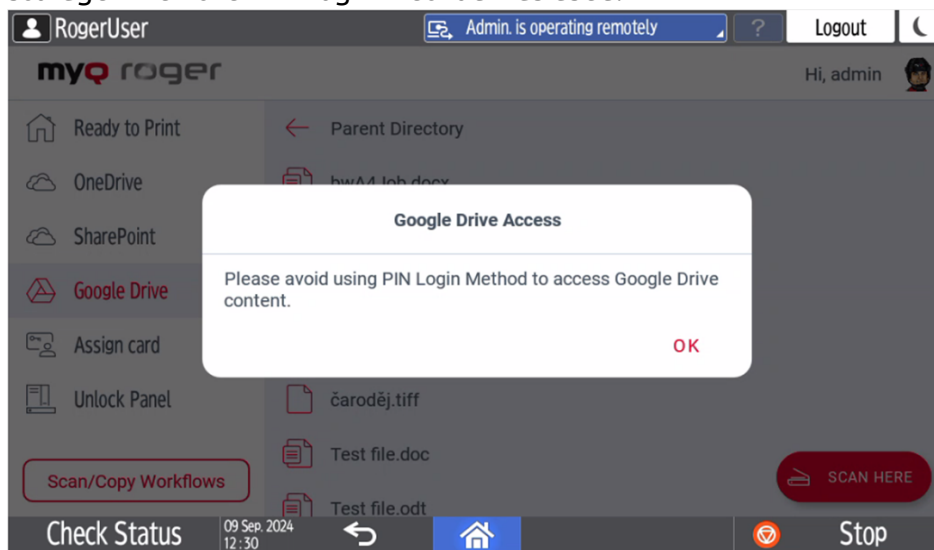 RogerUser
Admin. is operating remotely
?
Logout
myQ roger
Hi, admin
Ready to Print
OneDrive
SharePoint
Google Drive
Assign card
Unlock Panel
Scan/Copy Workflows
Parent Directory
bwA4 Job.docx
Google Drive Access
Please avoid using PIN Login Method to access Google Drive
content.
OK
čaroděj.tiff
Test file.doc
Test file.odt
SCAN HERE
Check Status
09 Sep. 2024
12:30
Stop